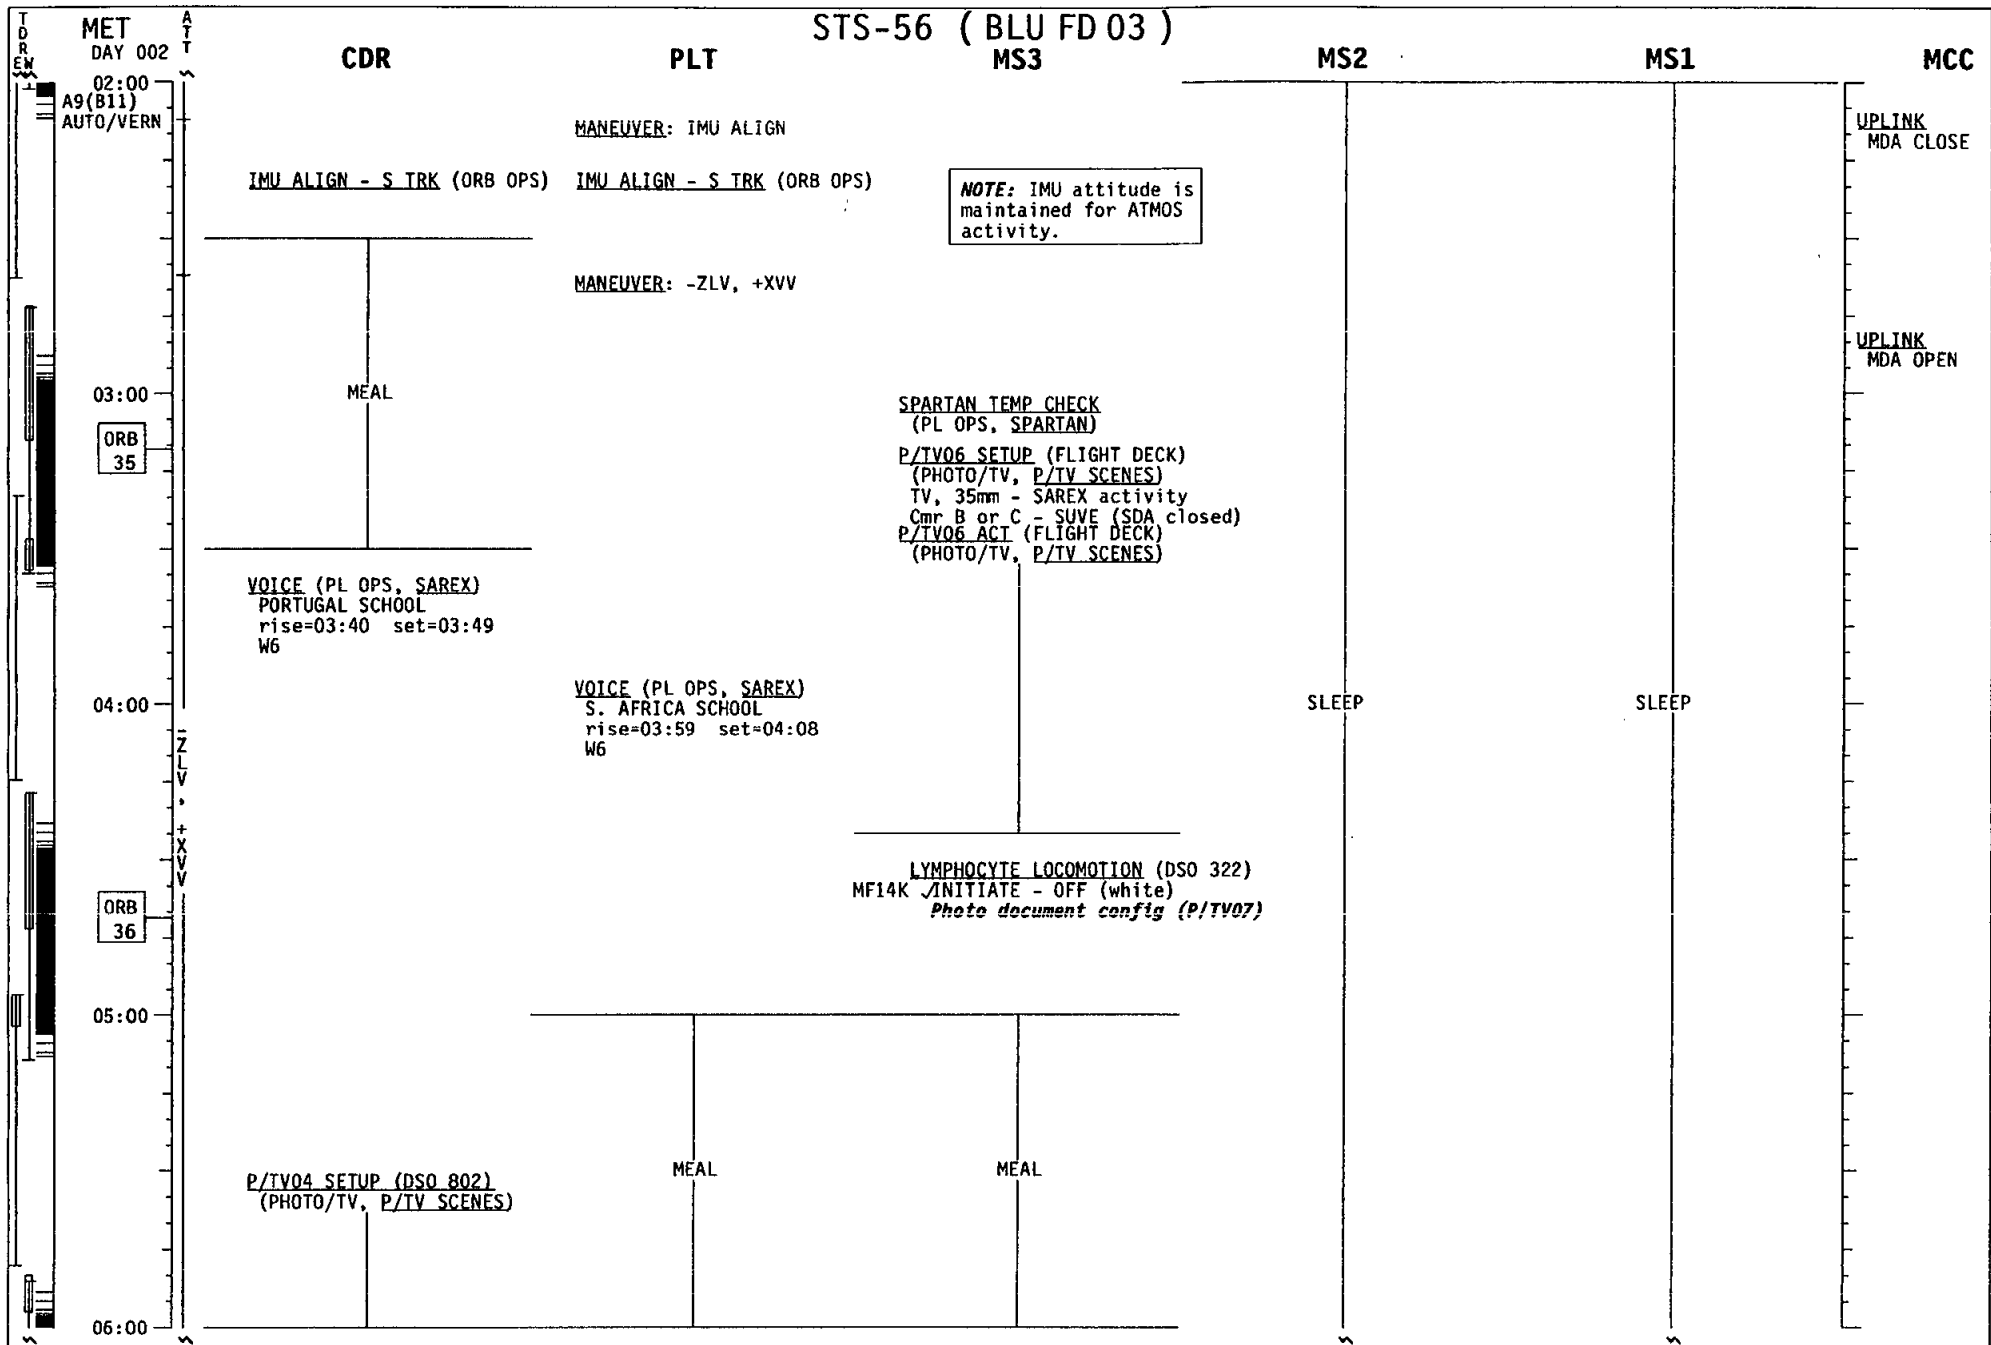 STS-56 ( BLU FD 03 )
TDRS
E W
MET
DAY 002
ATT
CDR
PLT
MS3
MS2
MS1
MCC
02:00
A9(B11)
AUTO/VERN
MANEUVER: IMU ALIGN
UPLINK
MDA CLOSE
IMU ALIGN - S TRK (ORB OPS)
IMU ALIGN - S TRK (ORB OPS)
NOTE: IMU attitude is
maintained for ATMOS
activity.
MANEUVER: -ZLV, +XVV
UPLINK
MDA OPEN
03:00
MEAL
SPARTAN TEMP CHECK
(PL OPS, SPARTAN)
ORB
35
P/TV06 SETUP (FLIGHT DECK)
(PHOTO/TV, P/TV SCENES)
TV, 35mm - SAREX activity
Cmr B or C - SUVE (SDA closed)
P/TV06 ACT (FLIGHT DECK)
(PHOTO/TV, P/TV SCENES)
VOICE (PL OPS, SAREX)
PORTUGAL SCHOOL
rise=03:40 set=03:49
W6
VOICE (PL OPS, SAREX)
S. AFRICA SCHOOL
rise=03:59 set=04:08
W6
04:00
SLEEP
SLEEP
-ZLV, +XVV
LYMPHOCYTE LOCOMOTION (DSO 322)
MF14K √INITIATE - OFF (white)
Photo document config (P/TV07)
ORB
36
05:00
MEAL
MEAL
P/TV04 SETUP (DSO 802)
(PHOTO/TV, P/TV SCENES)
06:00